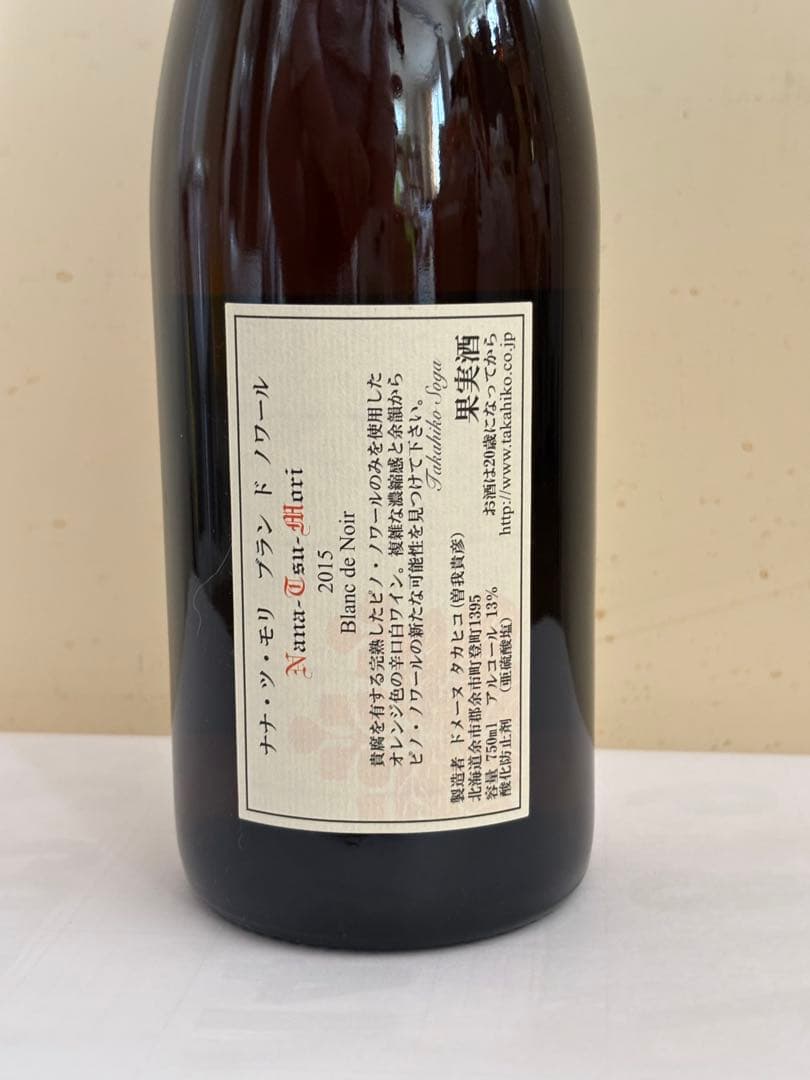 ナナ・ツ・モリ ブラン ド ノワール
Nana-Tsu-Mori
2015
Blanc de Noir
貴腐を有する完熟したピノ・ノワールのみを使用した
オレンジ色の辛口白ワイン。複雑な濃縮感と余韻から
ピノ・ノワールの新たな可能性を見つけて下さい。
Takahiko Soga
製造者 ドメーヌ タカヒコ(曽我貴彦)
北海道余市郡余市町登町1395
容量 750ml アルコール 13%
酸化防止剤 (亜硫酸塩)
果実酒
お酒は20歳になってから
http://www.takahiko.co.jp